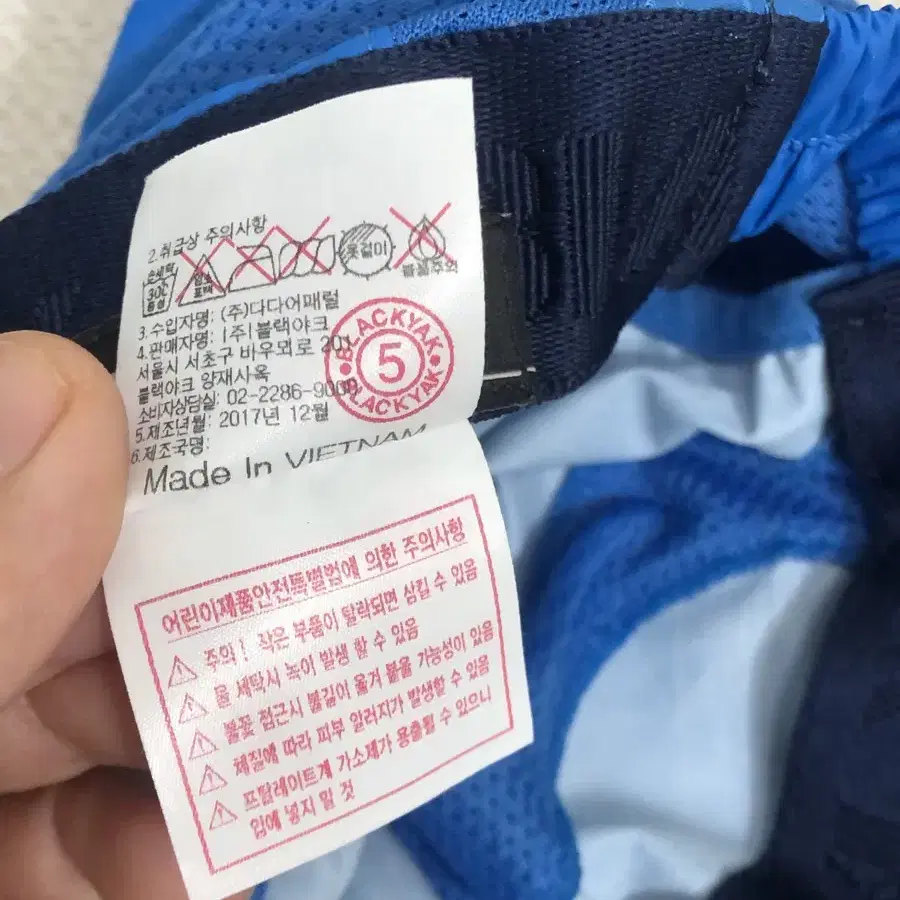 2.취급상 주의사항
손세탁
30℃
중성
염소
표백
옷걸이
불꽃주의
3. 수입자명: (주)다다어패럴
4. 판매자명: (주)블랙야크
서울시 서초구 바우뫼로 201
블랙야크 양재사옥
소비자상담실: 02-2286-9000
5.제조년월: 2017년 12월
6.제조국명:
Made In VIETNAM
BLACKYAK
5
BLACKYAK
어린이제품안전특별법에 의한 주의사항
주의! 작은 부품이 탈락되면 삼킬 수 있음
물 세탁시 녹이 발생 할 수 있음
불꽃 접근시 불길이 옮겨 붙을 가능성이 있음
체질에 따라 피부 알러지가 발생할 수 있음
프탈레이트계 가소제가 용출될 수 있으니
입에 넣지 말 것